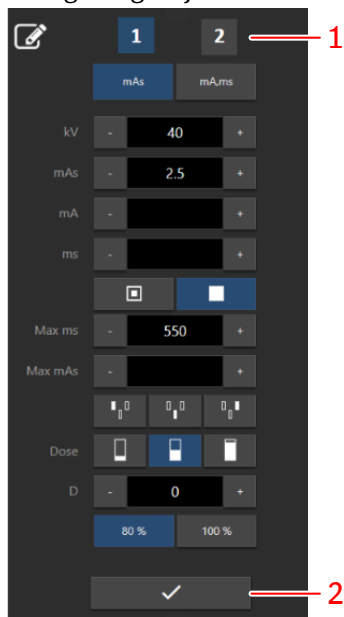 1 2 1
mAs mA,ms
kV - 40 +
mAs - 2.5 +
mA - +
ms - +
Max ms - 550 +
Max mAs - +
Dose
D - 0 +
80 % 100 %
2